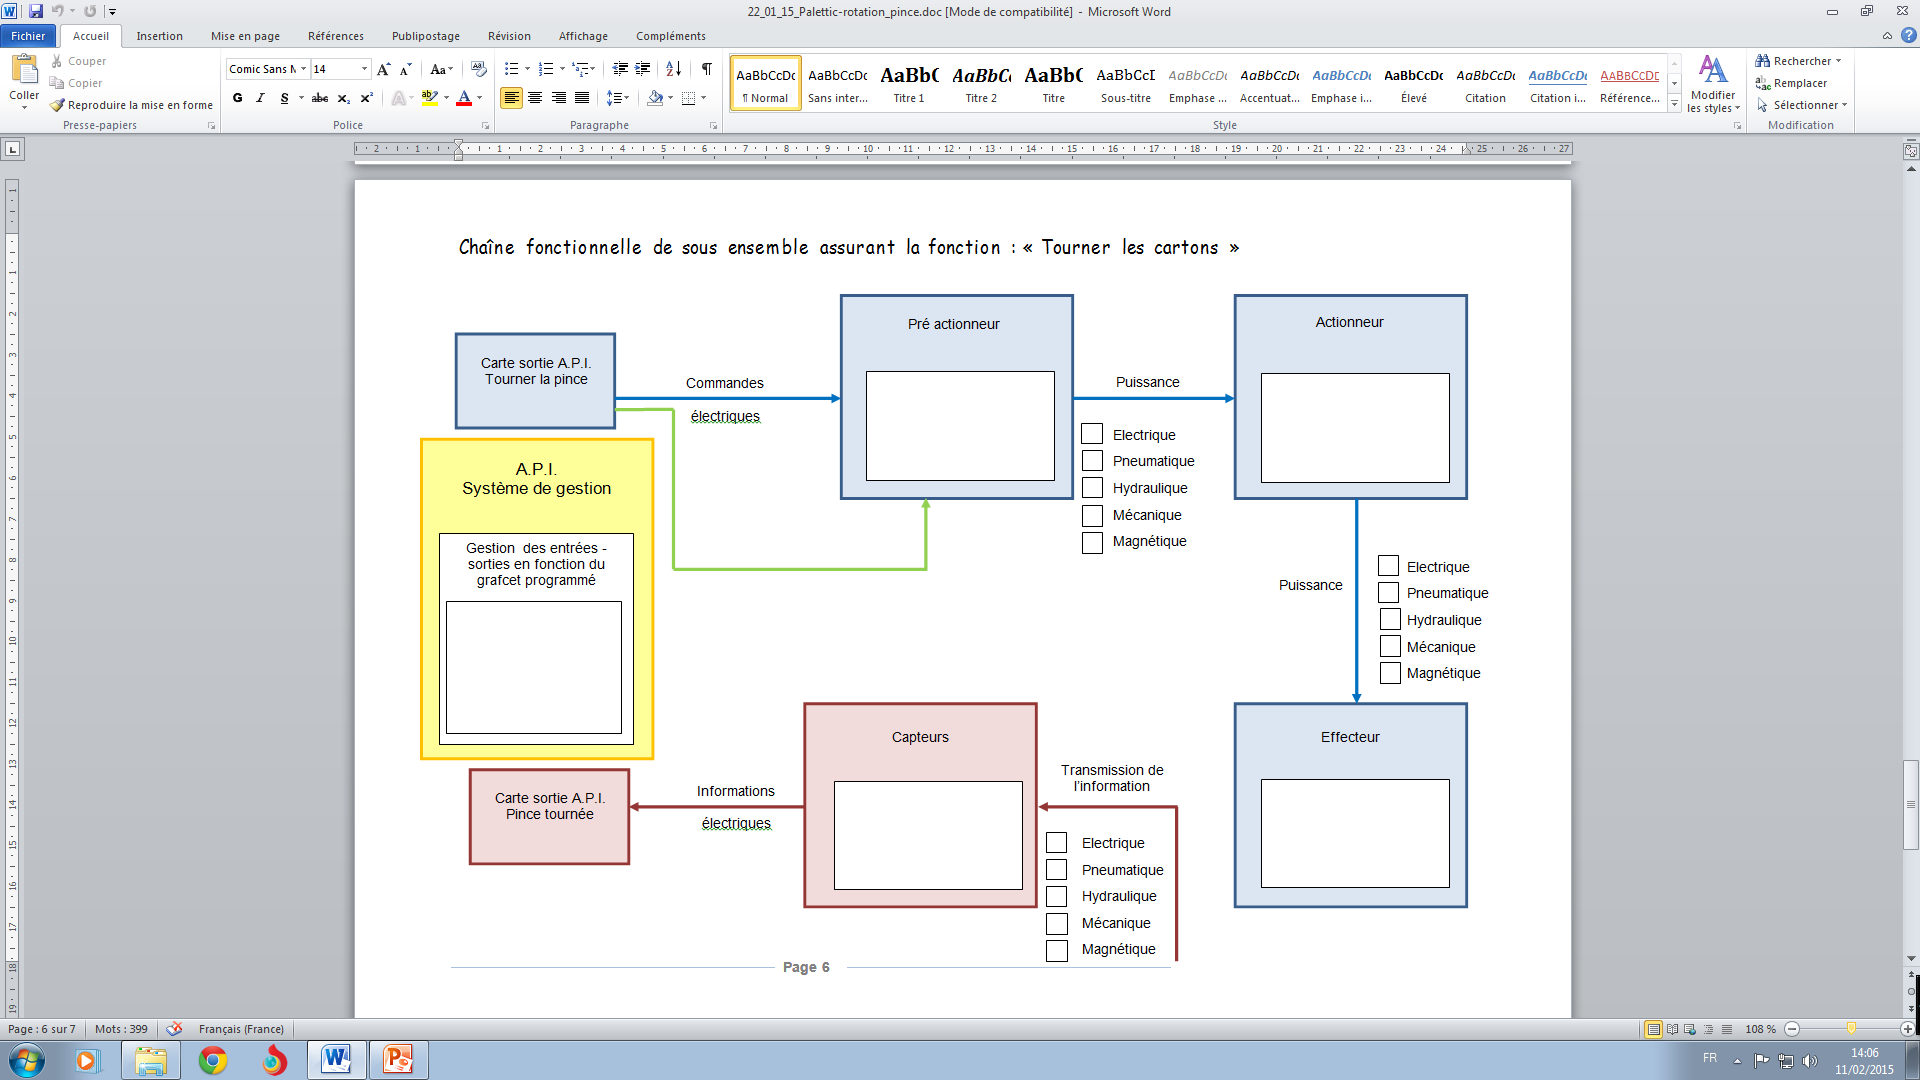 22_01_15_Palettic-rotation_pince.doc [Mode de compatibilité] - Microsoft Word
Fichier
Accueil
Insertion
Mise en page
Références
Publipostage
Révision
Affichage
Compléments
Coller
Couper
Copier
Reproduire la mise en forme
Presse-papiers
Comic Sans M
14
Police
Paragraphe
AaBbCcDc
¶ Normal
AaBbCcDc
Sans inter...
AaBb(
Titre 1
AaBbC(
Titre 2
AaBb(
Titre
AaBbCcI
Sous-titre
AaBbCcDc
Emphase ...
AaBbCcDc
Accentuat...
AaBbCcDc
Emphase i...
AaBbCcDc
Élevé
AaBbCcDc
Citation
AaBbCcDc
Citation i...
AaBbCcDc
Référence...
Modifier
les styles
Style
Rechercher
Remplacer
Sélectionner
Modification
Chaîne fonctionnelle de sous ensemble assurant la fonction : « Tourner les cartons »
Carte sortie A.P.I.
Tourner la pince
Commandes
électriques
Pré actionneur
Puissance
Electrique
Pneumatique
Hydraulique
Mécanique
Magnétique
Actionneur
A.P.I.
Système de gestion
Gestion des entrées -
sorties en fonction du
grafcet programmé
Puissance
Electrique
Pneumatique
Hydraulique
Mécanique
Magnétique
Effecteur
Capteurs
Transmission de
l'information
Electrique
Pneumatique
Hydraulique
Mécanique
Magnétique
Informations
électriques
Carte sortie A.P.I.
Pince tournée
Page 6
Page : 6 sur 7
Mots : 399
Français (France)
108 %
FR
14:06
11/02/2015